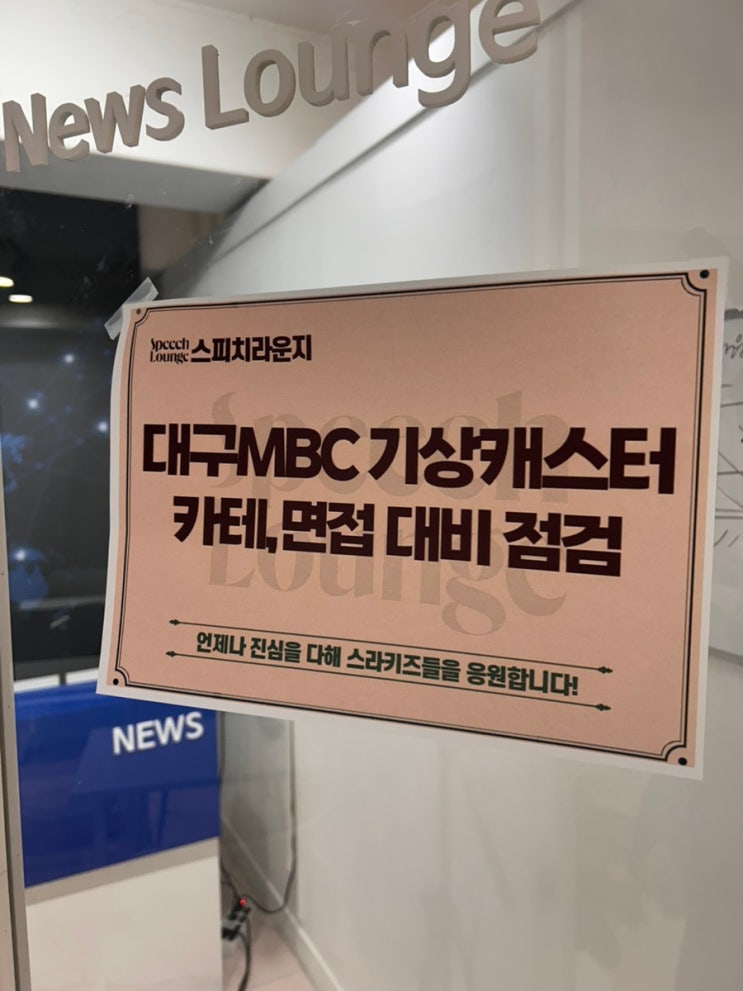 News Lounge
Speech
Lounge 스피치라운지
Speech
Lounge
대구MBC 기상캐스터
카테,면접 대비 점검
언제나 진심을 다해 스라키즈들을 응원합니다!
NEWS